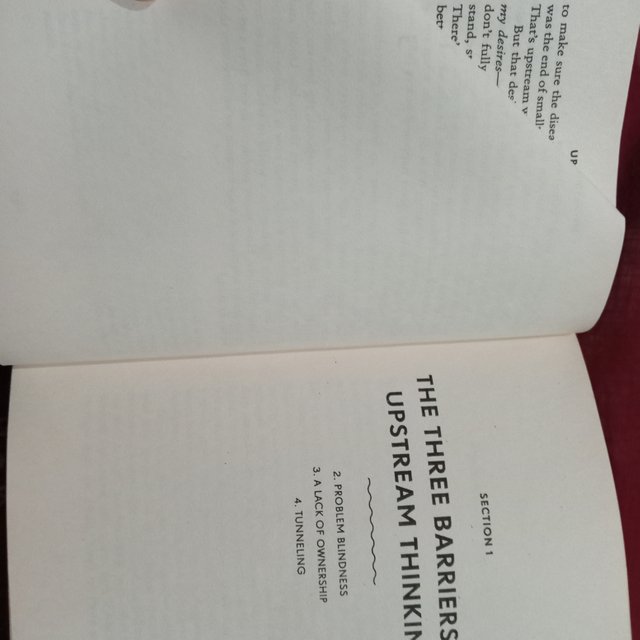 UP
to make sure the disea
was the end of small-
That's upstream w
But that des
my desires—
don't fully
stand, s
There'
bett
SECTION 1
THE THREE BARRIERS
UPSTREAM THINKIN
2. PROBLEM BLINDNESS
3. A LACK OF OWNERSHIP
4. TUNNELING